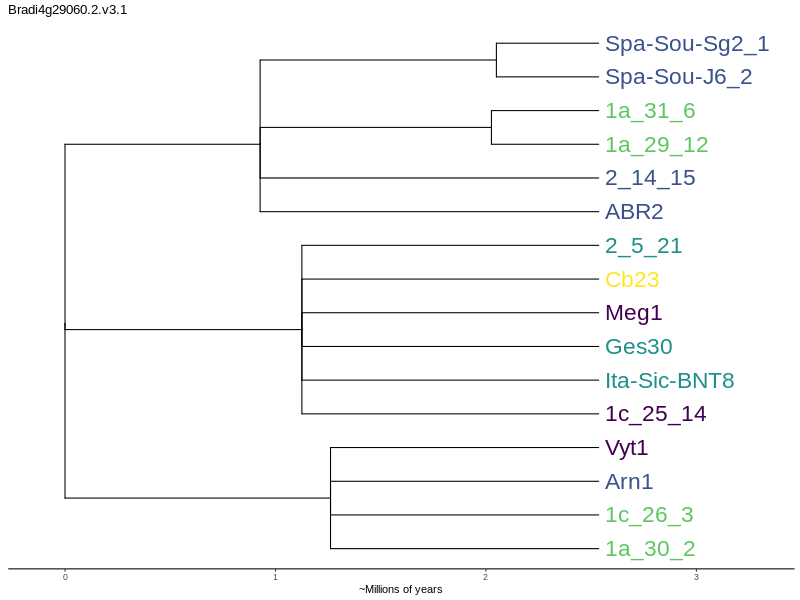 Bradi4g29060.2.v3.1
Spa-Sou-Sg2_1
Spa-Sou-J6_2
1a_31_6
1a_29_12
2_14_15
ABR2
2_5_21
Cb23
Meg1
Ges30
Ita-Sic-BNT8
1c_25_14
Vyt1
Arn1
1c_26_3
1a_30_2
0 1 2 3
~Millions of years